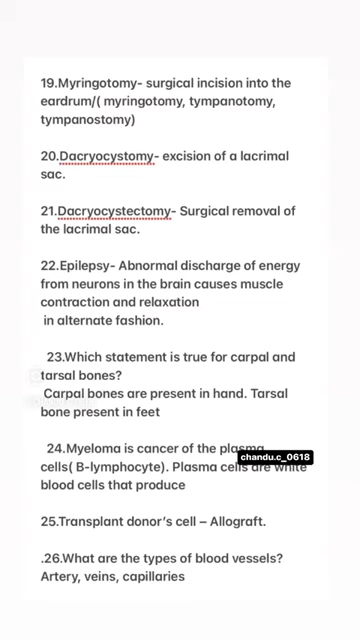 19.Myringotomy- surgical incision into the
eardrum/( myringotomy, tympanotomy,
tympanostomy)
20.Dacryocystomy- excision of a lacrimal
sac.
21.Dacryocystectomy- Surgical removal of
the lacrimal sac.
22.Epilepsy- Abnormal discharge of energy
from neurons in the brain causes muscle
contraction and relaxation
in alternate fashion.
23.Which statement is true for carpal and
tarsal bones?
Carpal bones are present in hand. Tarsal
bone present in feet
24.Myeloma is cancer of the plasma
chandu.c_0618
cells( B-lymphocyte). Plasma cells are white
blood cells that produce
25.Transplant donor’s cell – Allograft.
.26.What are the types of blood vessels?
Artery, veins, capillaries